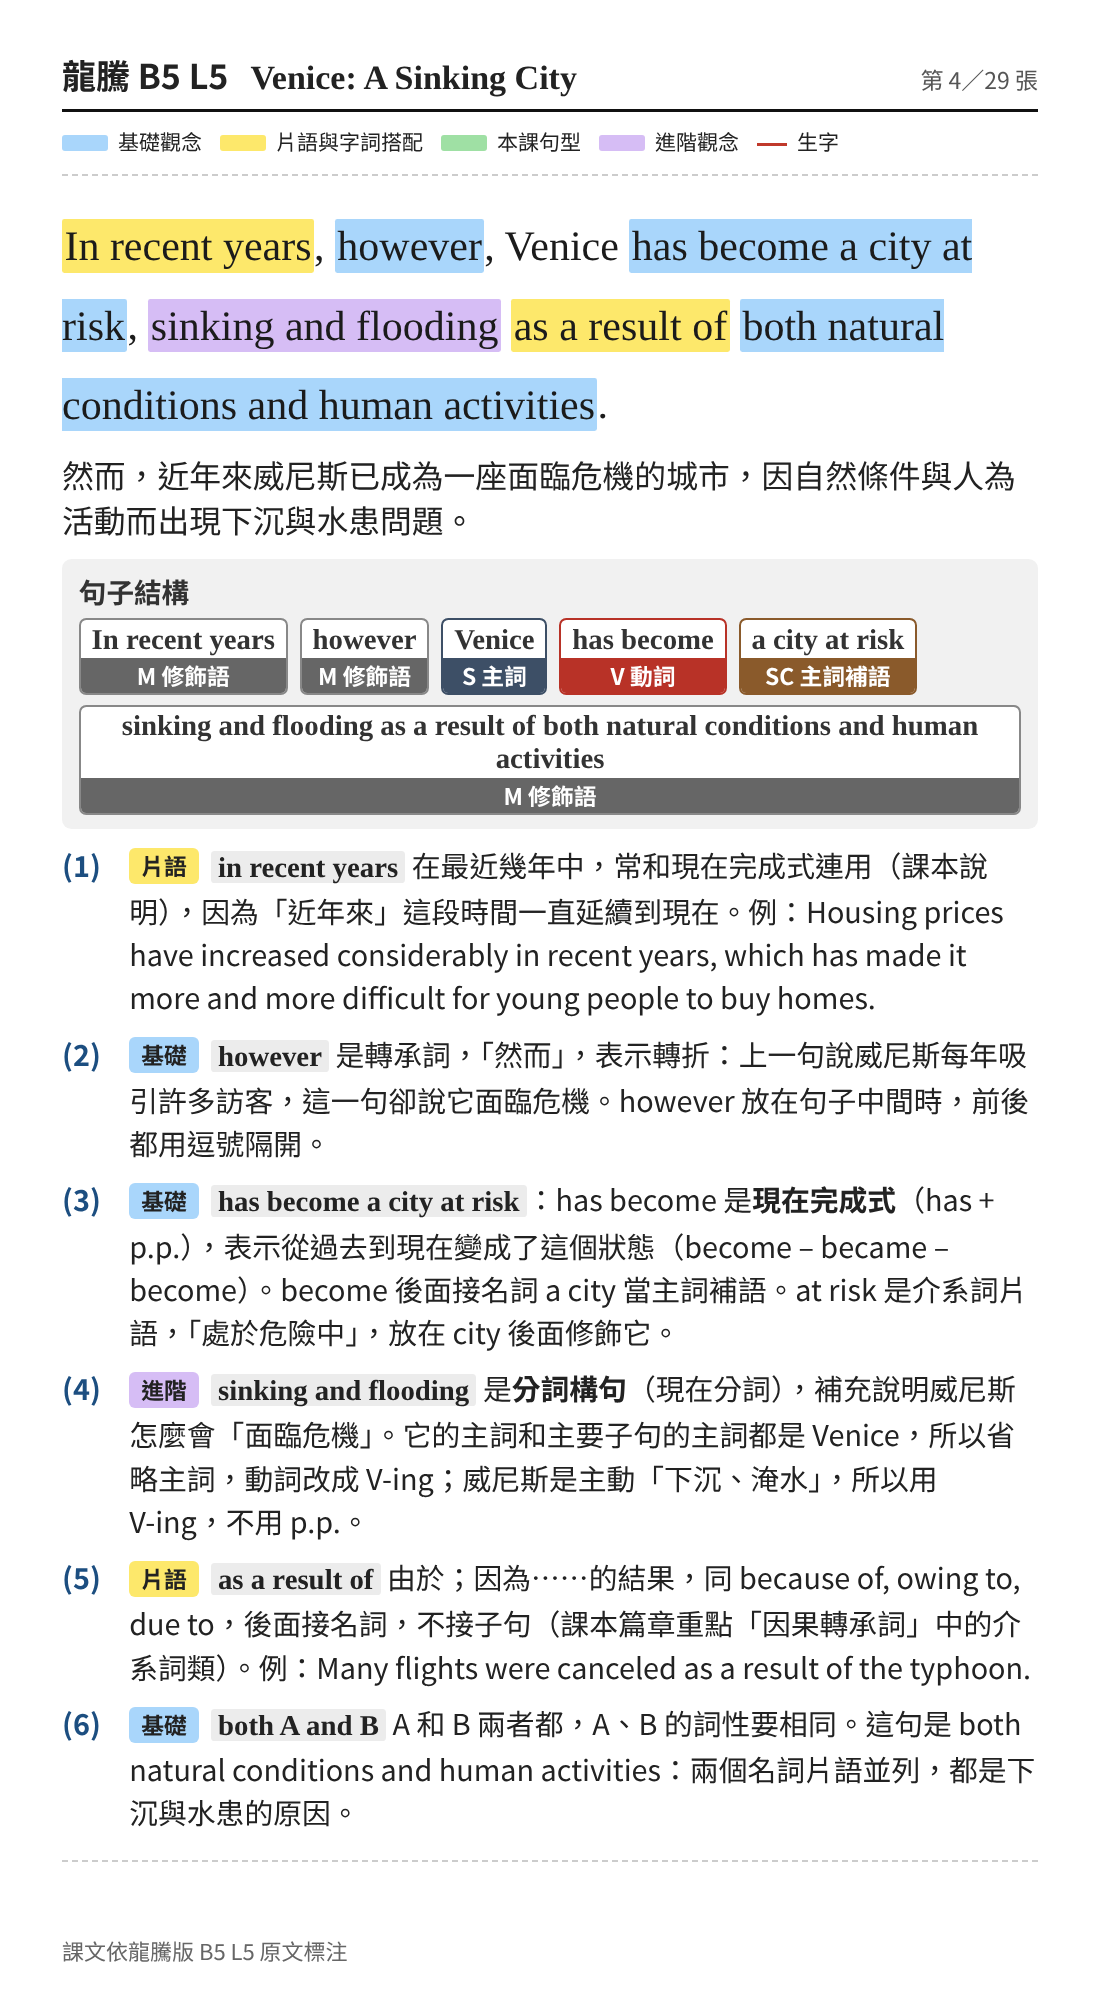 龍騰 B5 L5 Venice: A Sinking City 第 4／29 張
基礎觀念 片語與字詞搭配 本課句型 進階觀念 生字
In recent years, however, Venice has become a city at
risk, sinking and flooding as a result of both natural
conditions and human activities.
然而，近年來威尼斯已成為一座面臨危機的城市，因自然條件與人為
活動而出現下沉與水患問題。
句子結構
In recent years however Venice has become a city at risk
M 修飾語 M 修飾語 S 主詞 V 動詞 SC 主詞補語
sinking and flooding as a result of both natural conditions and human
activities
M 修飾語
(1) 片語 in recent years 在最近幾年中，常和現在完成式連用（課本說
明），因為「近年來」這段時間一直延續到現在。例：Housing prices
have increased considerably in recent years, which has made it
more and more difficult for young people to buy homes.
(2) 基礎 however 是轉承詞，「然而」，表示轉折：上一句說威尼斯每年吸
引許多訪客，這一句卻說它面臨危機。however 放在句子中間時，前後
都用逗號隔開。
(3) 基礎 has become a city at risk：has become 是現在完成式（has +
p.p.），表示從過去到現在變成了這個狀態（become – became –
become）。become 後面接名詞 a city 當主詞補語。at risk 是介系詞片
語，「處於危險中」，放在 city 後面修飾它。
(4) 進階 sinking and flooding 是分詞構句（現在分詞），補充說明威尼斯
怎麼會「面臨危機」。它的主詞和主要子句的主詞都是 Venice，所以省
略主詞，動詞改成 V-ing；威尼斯是主動「下沉、淹水」，所以用
V-ing，不用 p.p.。
(5) 片語 as a result of 由於；因為……的結果，同 because of, owing to,
due to，後面接名詞，不接子句（課本篇章重點「因果轉承詞」中的介
系詞類）。例：Many flights were canceled as a result of the typhoon.
(6) 基礎 both A and B A 和 B 兩者都，A、B 的詞性要相同。這句是 both
natural conditions and human activities：兩個名詞片語並列，都是下
沉與水患的原因。
課文依龍騰版 B5 L5 原文標注